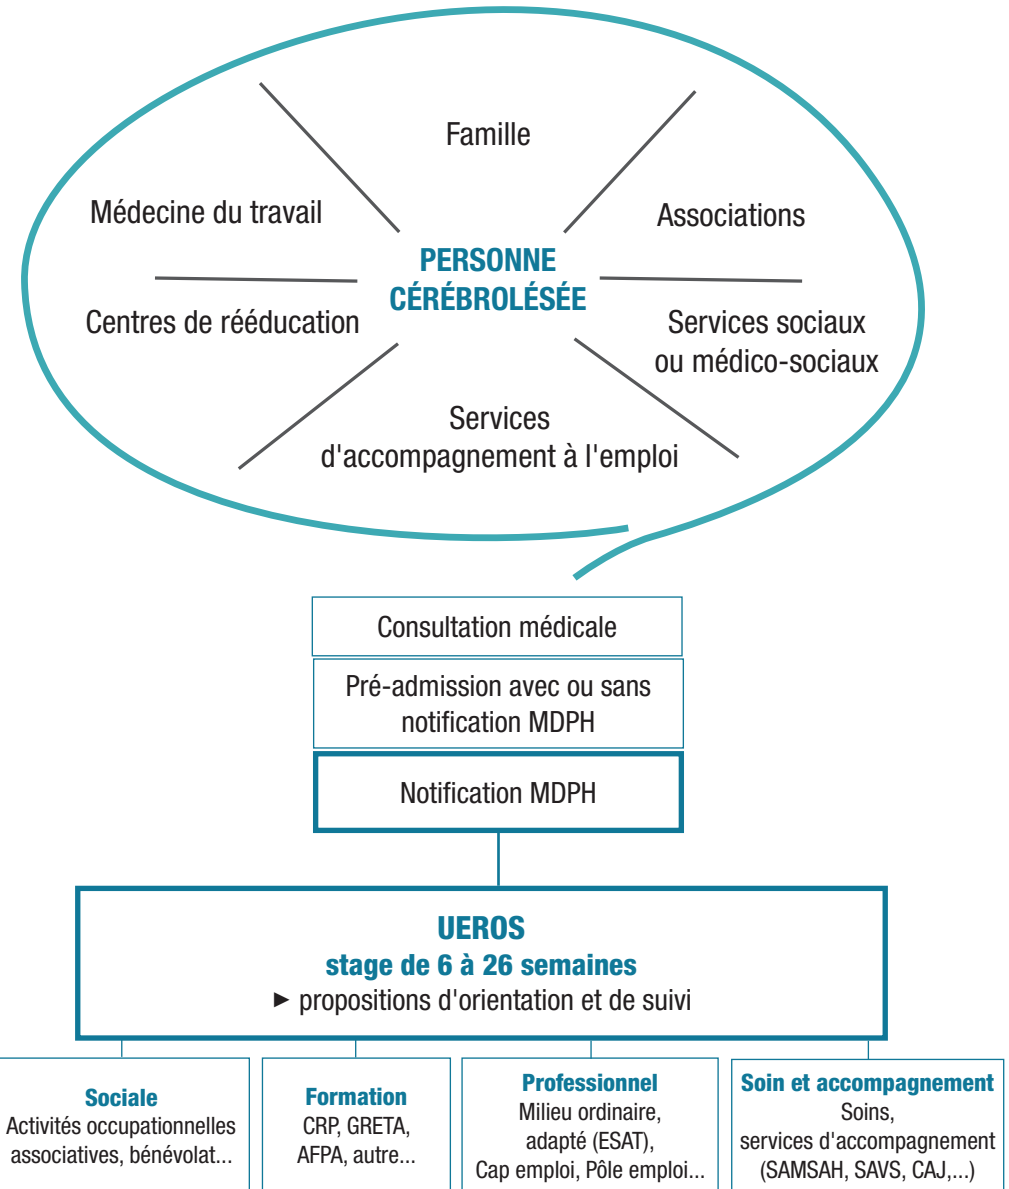 Famille
Médecine du travail
Associations
PERSONNE
CÉRÉBROLÉSÉE
Centres de rééducation
Services sociaux
ou médico-sociaux
Services
d'accompagnement à l'emploi
Consultation médicale
Pré-admission avec ou sans
notification MDPH
Notification MDPH
UEROS
stage de 6 à 26 semaines
► propositions d'orientation et de suivi
Sociale
Activités occupationnelles
associatives, bénévolat...
Formation
CRP, GRETA,
AFPA, autre...
Professionnel
Milieu ordinaire,
adapté (ESAT),
Cap emploi, Pôle emploi...
Soin et accompagnement
Soins,
services d'accompagnement
(SAMSAH, SAVS, CAJ,...)